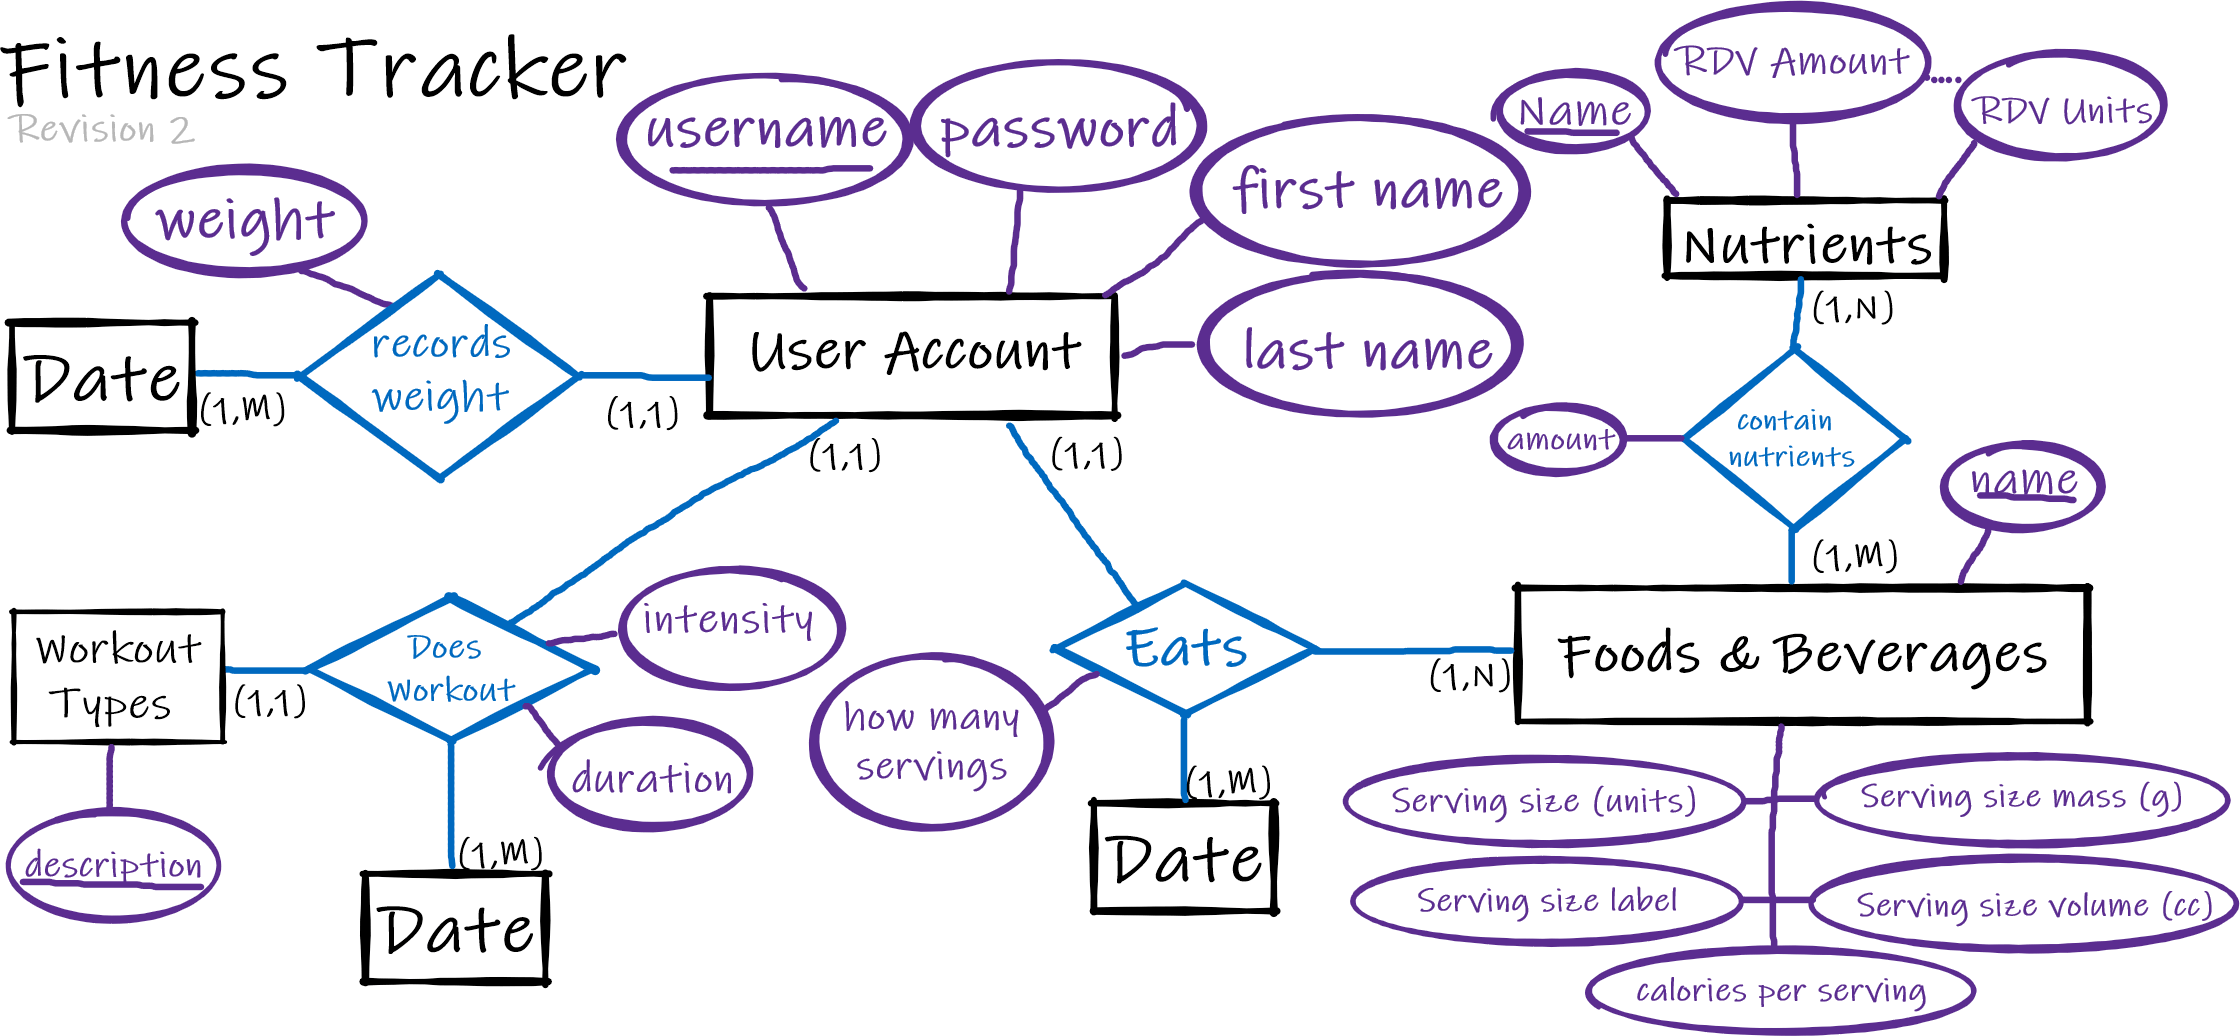 Fitness Tracker
Revision 2
username
password
first name
last name
weight
Date
(1,M)
records
weight
(1,1)
User Account
(1,1)
(1,1)
Name
RDV Amount
RDV Units
Nutrients
(1,N)
amount
contain
nutrients
name
(1,M)
Workout
Types
(1,1)
description
Does
Workout
intensity
duration
(1,M)
Date
Eats
how many
servings
(1,M)
Date
(1,N)
Foods & Beverages
Serving size (units)
Serving size mass (g)
Serving size label
Serving size volume (cc)
calories per serving